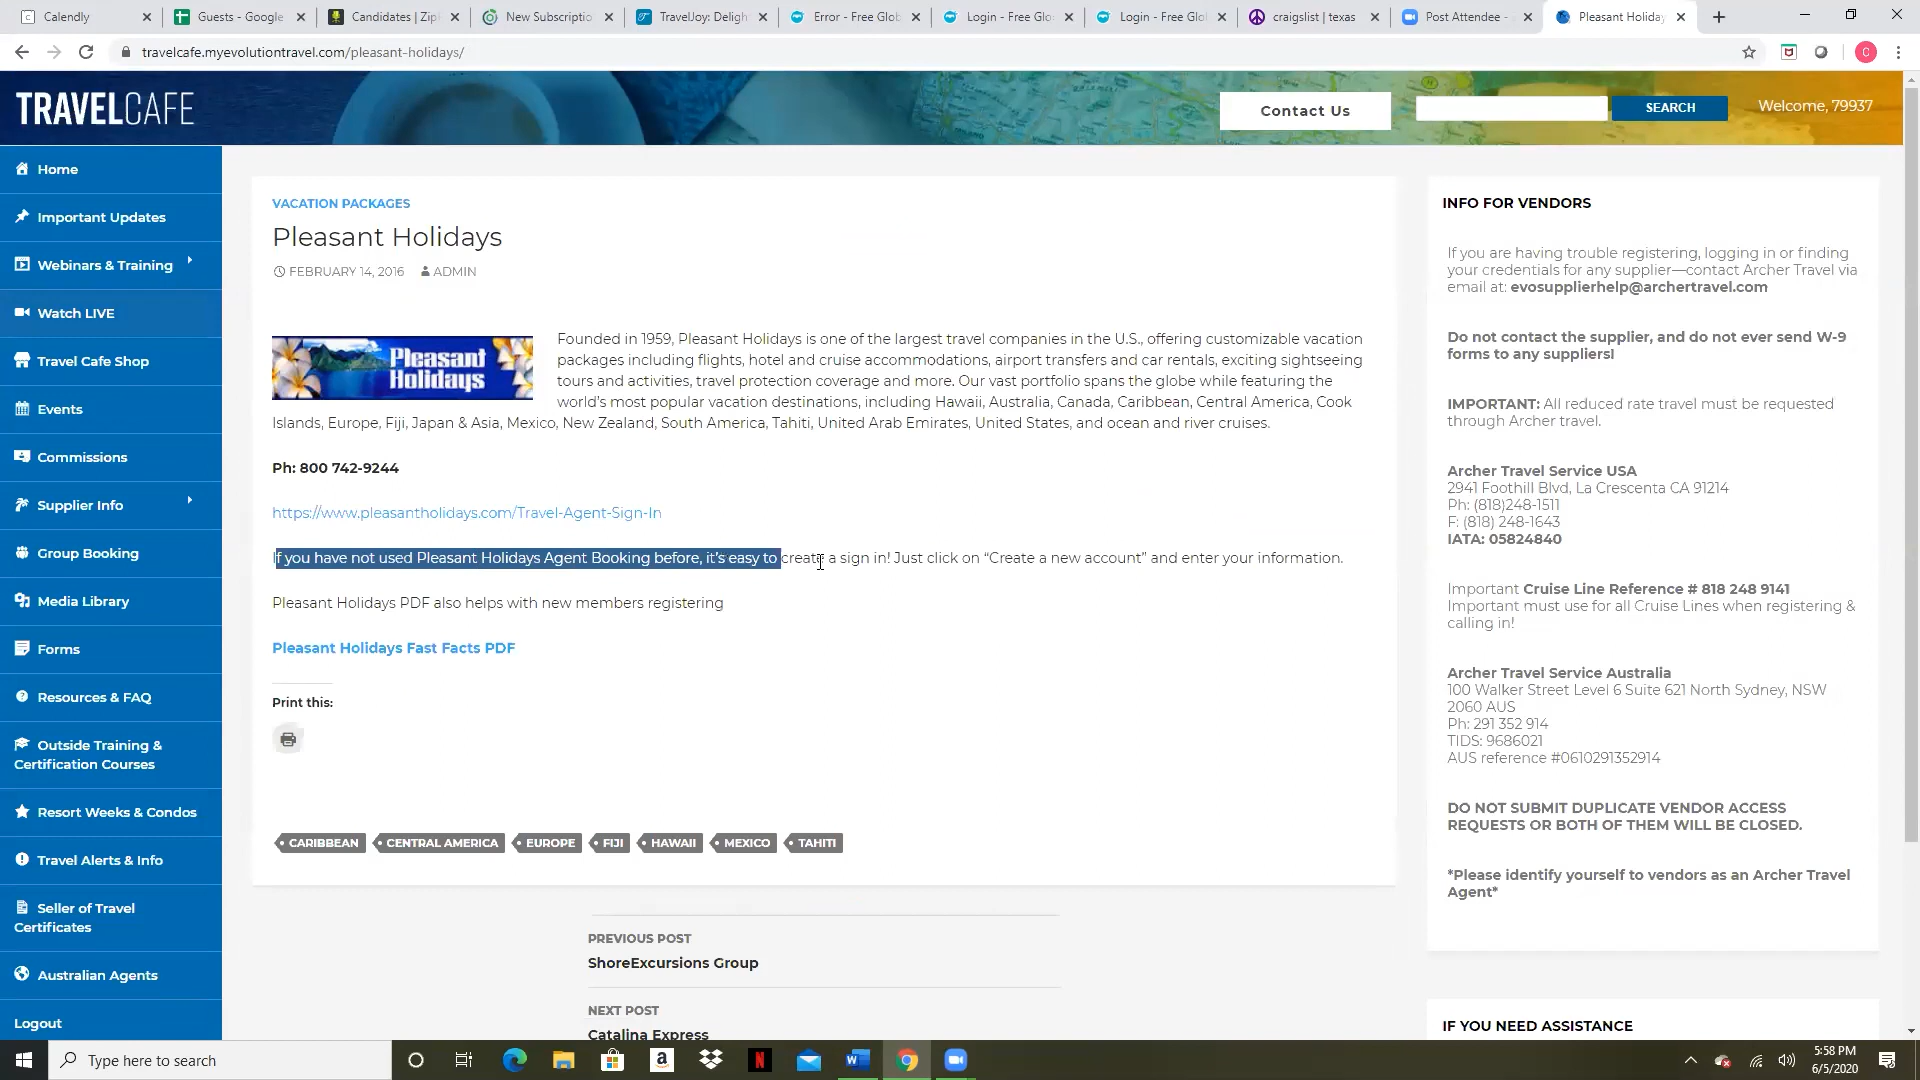 Calendly
Guests - Google
Candidates | Zip
New Subscriptio
TravelJoy: Deligh
Error - Free Glob
Login - Free Glo
Login - Free Glo
craigslist | texas
Post Attendee -
Pleasant Holiday
travelcafe.myevolutiontravel.com/pleasant-holidays/
C
TRAVELCAFE
Contact Us
SEARCH
Welcome, 79937
Home
Important Updates
Webinars & Training
Watch LIVE
Travel Cafe Shop
Events
Commissions
Supplier Info
Group Booking
Media Library
Forms
Resources & FAQ
Outside Training &
Certification Courses
Resort Weeks & Condos
Travel Alerts & Info
Seller of Travel
Certificates
Australian Agents
Logout
VACATION PACKAGES
Pleasant Holidays
FEBRUARY 14, 2016 ADMIN
Pleasant
Holidays
Founded in 1959, Pleasant Holidays is one of the largest travel companies in the U.S., offering customizable vacation
packages including flights, hotel and cruise accommodations, airport transfers and car rentals, exciting sightseeing
tours and activities, travel protection coverage and more. Our vast portfolio spans the globe while featuring the
world's most popular vacation destinations, including Hawaii, Australia, Canada, Caribbean, Central America, Cook
Islands, Europe, Fiji, Japan & Asia, Mexico, New Zealand, South America, Tahiti, United Arab Emirates, United States, and ocean and river cruises.
Ph: 800 742-9244
https://www.pleasantholidays.com/Travel-Agent-Sign-In
If you have not used Pleasant Holidays Agent Booking before, it's easy to create a sign in! Just click on “Create a new account” and enter your information.
Pleasant Holidays PDF also helps with new members registering
Pleasant Holidays Fast Facts PDF
Print this:
CARIBBEAN
CENTRAL AMERICA
EUROPE
FIJI
HAWAII
MEXICO
TAHITI
PREVIOUS POST
ShoreExcursions Group
NEXT POST
Catalina Express
INFO FOR VENDORS
If you are having trouble registering, logging in or finding
your credentials for any supplier—contact Archer Travel via
email at: evosupplierhelp@archertravel.com
Do not contact the supplier, and do not ever send W-9
forms to any suppliers!
IMPORTANT: All reduced rate travel must be requested
through Archer travel.
Archer Travel Service USA
2941 Foothill Blvd, La Crescenta CA 91214
Ph: (818)248-1511
F: (818) 248-1643
IATA: 05824840
Important Cruise Line Reference # 818 248 9141
Important must use for all Cruise Lines when registering &
calling in!
Archer Travel Service Australia
100 Walker Street Level 6 Suite 621 North Sydney, NSW
2060 AUS
Ph: 291 352 914
TIDS: 9686021
AUS reference #0610291352914
DO NOT SUBMIT DUPLICATE VENDOR ACCESS
REQUESTS OR BOTH OF THEM WILL BE CLOSED.
*Please identify yourself to vendors as an Archer Travel
Agent*
IF YOU NEED ASSISTANCE
Type here to search
5:58 PM
6/5/2020